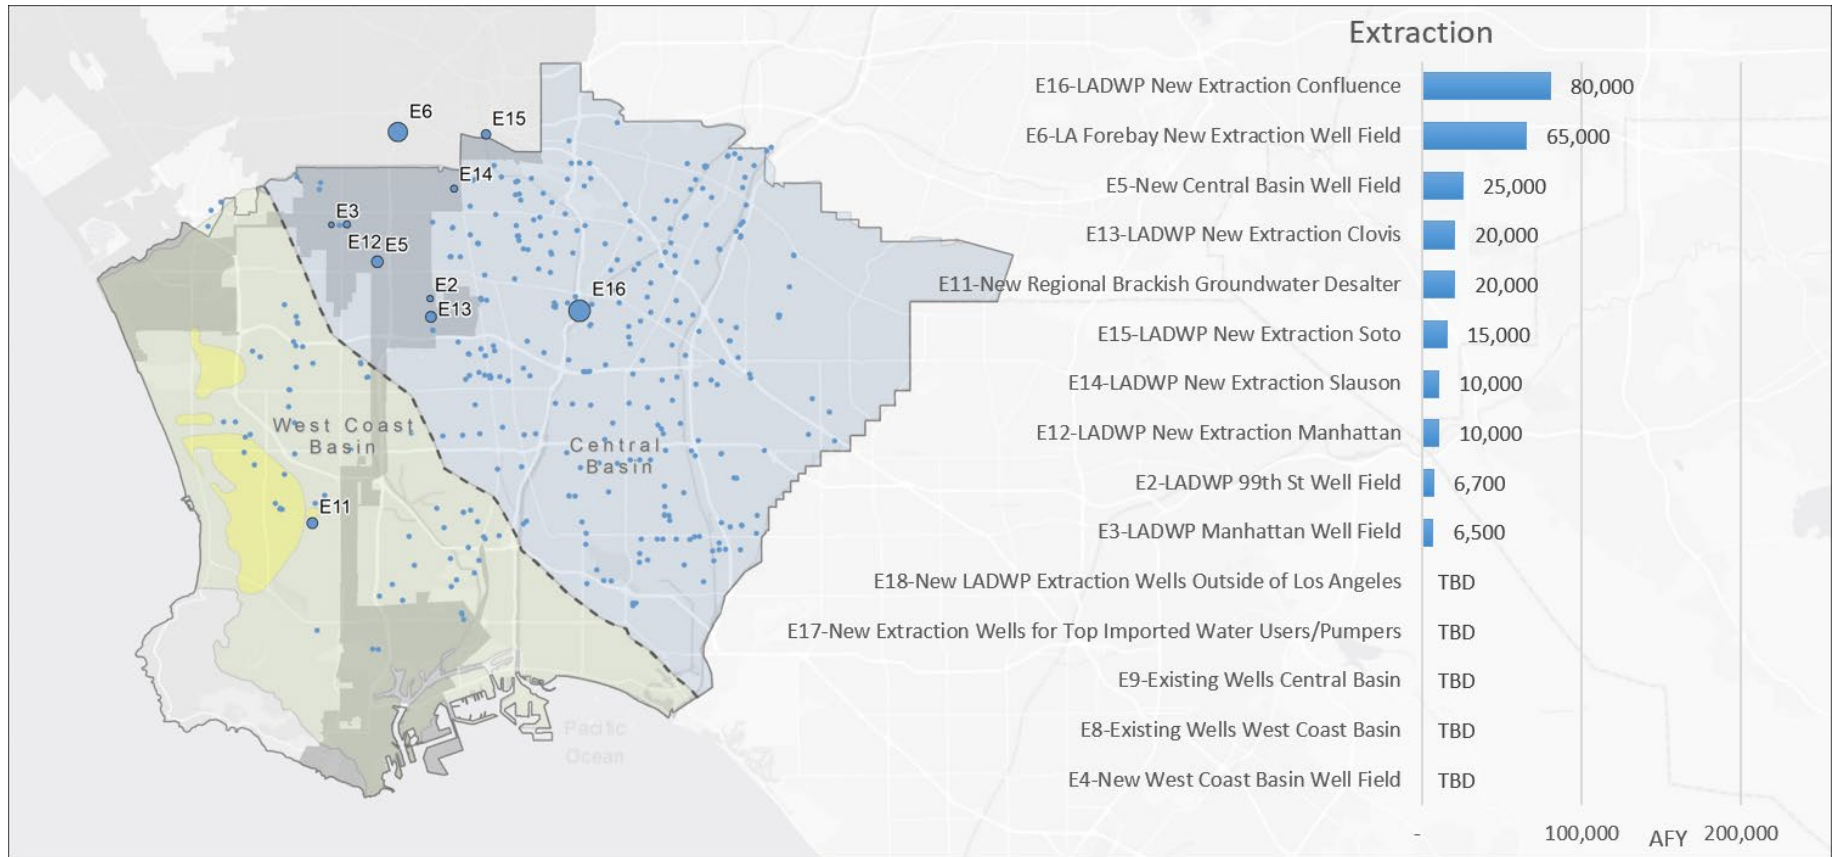 Extraction
E16-LADWP New Extraction Confluence 80,000
E6-LA Forebay New Extraction Well Field 65,000
E5-New Central Basin Well Field 25,000
E13-LADWP New Extraction Clovis 20,000
E11-New Regional Brackish Groundwater Desalter 20,000
E15-LADWP New Extraction Soto 15,000
E14-LADWP New Extraction Slauson 10,000
E12-LADWP New Extraction Manhattan 10,000
E2-LADWP 99th St Well Field 6,700
E3-LADWP Manhattan Well Field 6,500
E18-New LADWP Extraction Wells Outside of Los Angeles TBD
E17-New Extraction Wells for Top Imported Water Users/Pumpers TBD
E9-Existing Wells Central Basin TBD
E8-Existing Wells West Coast Basin TBD
E4-New West Coast Basin Well Field TBD
- 100,000 AFY 200,000
E6
E15
E14
E3
E12 E5
E2
E13
E16
West Coast
Basin
Central
Basin
E11
Pacific
Ocean